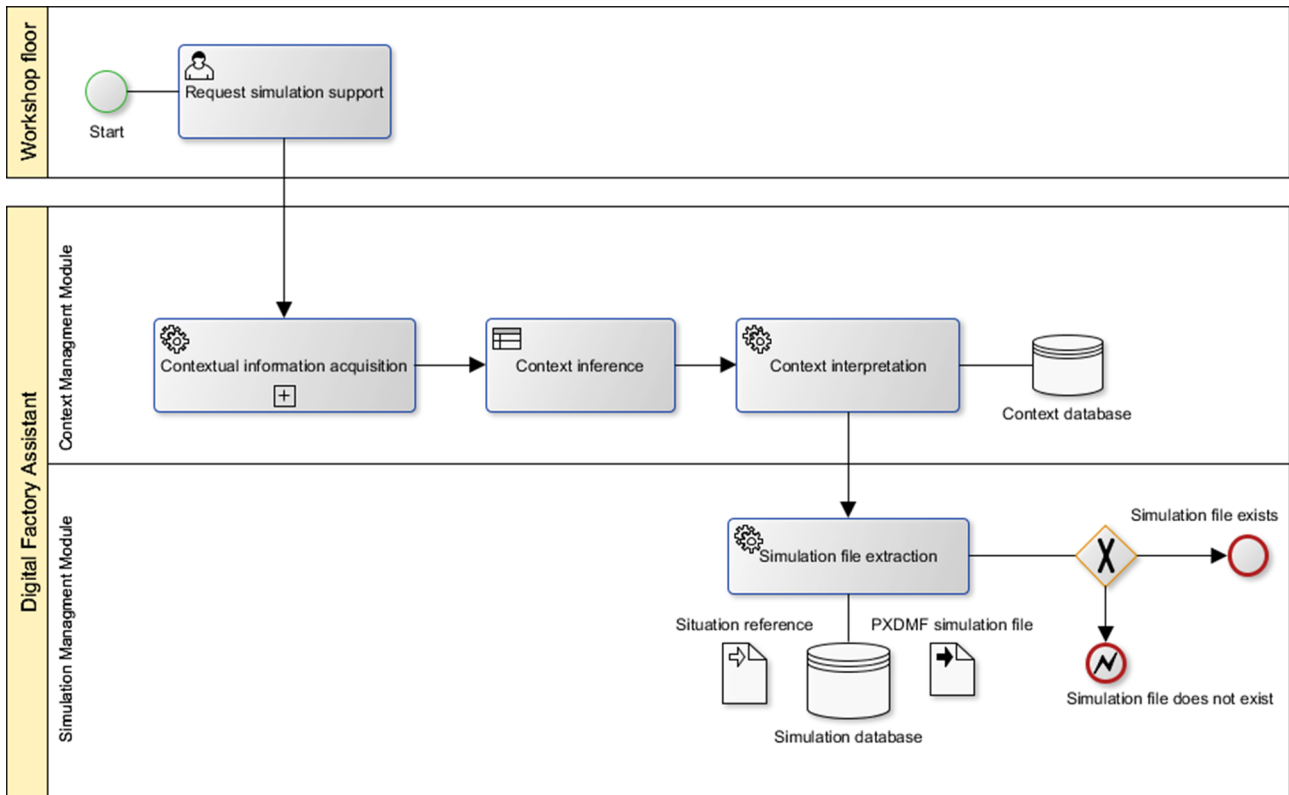 Workshop floor
Request simulation support
Start
Digital Factory Assistant
Context Managment Module
Contextual information acquisition
Context inference
Context interpretation
Context database
Simulation Managment Module
Simulation file exists
Simulation file extraction
X
Situation reference
PXDMF simulation file
Simulation file does not exist
Simulation database